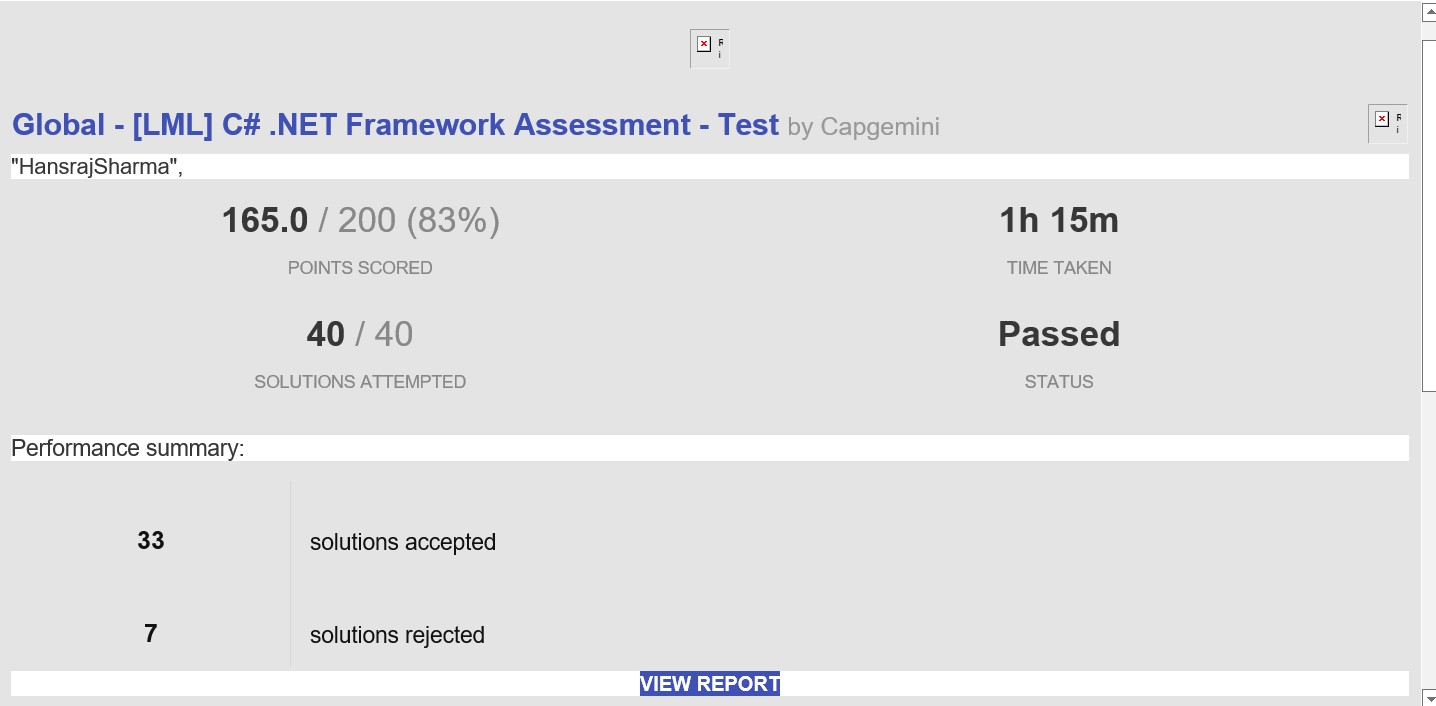 Global - [LML] C# .NET Framework Assessment - Test by Capgemini
"HansrajSharma",
165.0 / 200 (83%)
1h 15m
POINTS SCORED
TIME TAKEN
40 / 40
Passed
SOLUTIONS ATTEMPTED
STATUS
Performance summary:
33 solutions accepted
7 solutions rejected
VIEW REPORT